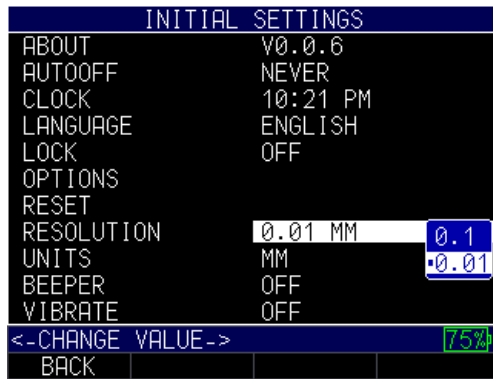 INITIAL SETTINGS
ABOUT V0.0.6
AUTOOFF NEVER
CLOCK 10:21 PM
LANGUAGE ENGLISH
LOCK OFF
OPTIONS
RESET
RESOLUTION 0.01 MM 0.1
UNITS MM 0.01
BEEPER OFF
VIBRATE OFF
<-CHANGE VALUE-> 75%
BACK